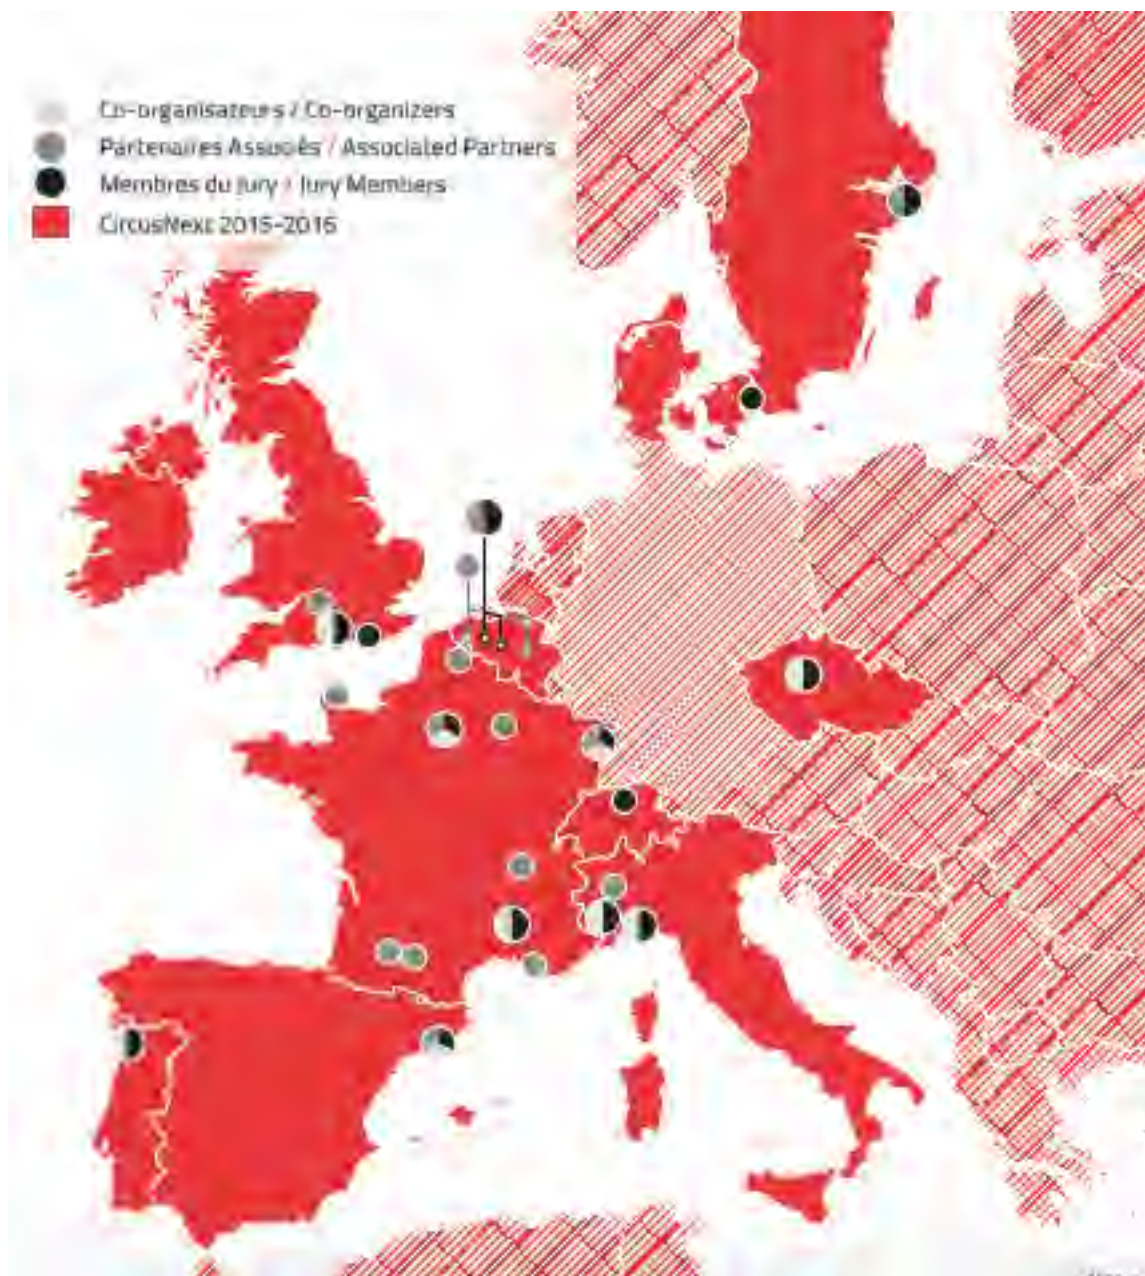 Co-organisateurs / Co-organizers
Partenaires Associés / Associated Partners
Membres du Jury / Jury Members
CircusNext 2015-2016